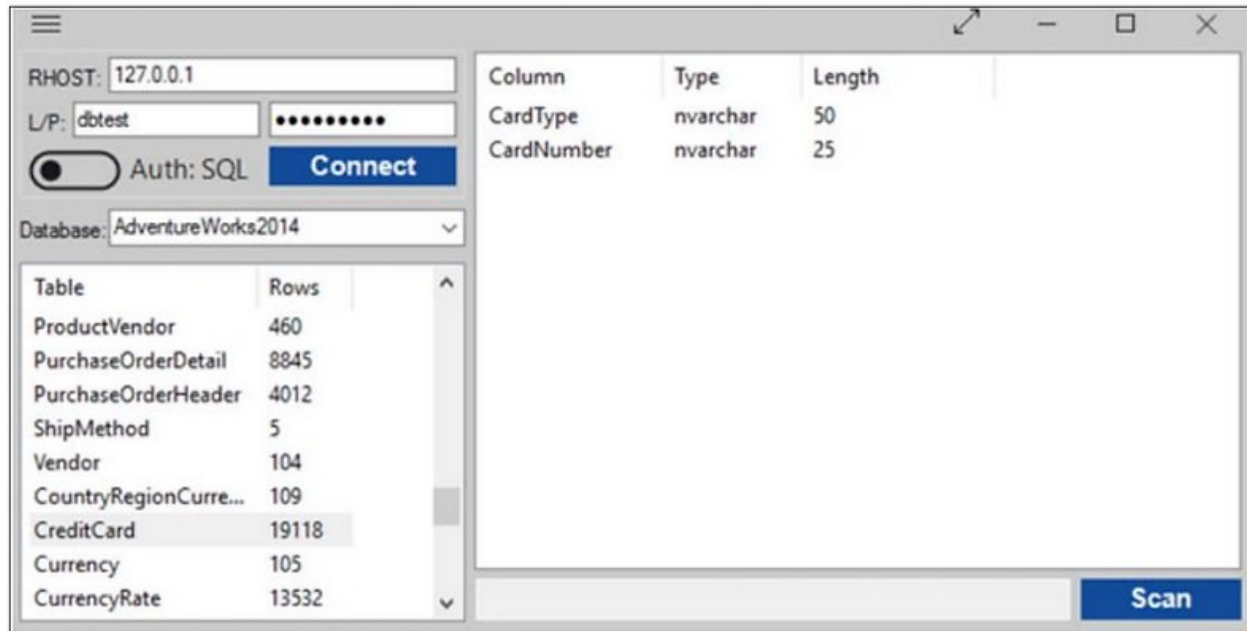 RHOST: 127.0.0.1
L/P: dbtest •••••••••
Auth: SQL Connect
Database: AdventureWorks2014
Table Rows
ProductVendor 460
PurchaseOrderDetail 8845
PurchaseOrderHeader 4012
ShipMethod 5
Vendor 104
CountryRegionCurre... 109
CreditCard 19118
Currency 105
CurrencyRate 13532
Column Type Length
CardType nvarchar 50
CardNumber nvarchar 25
Scan